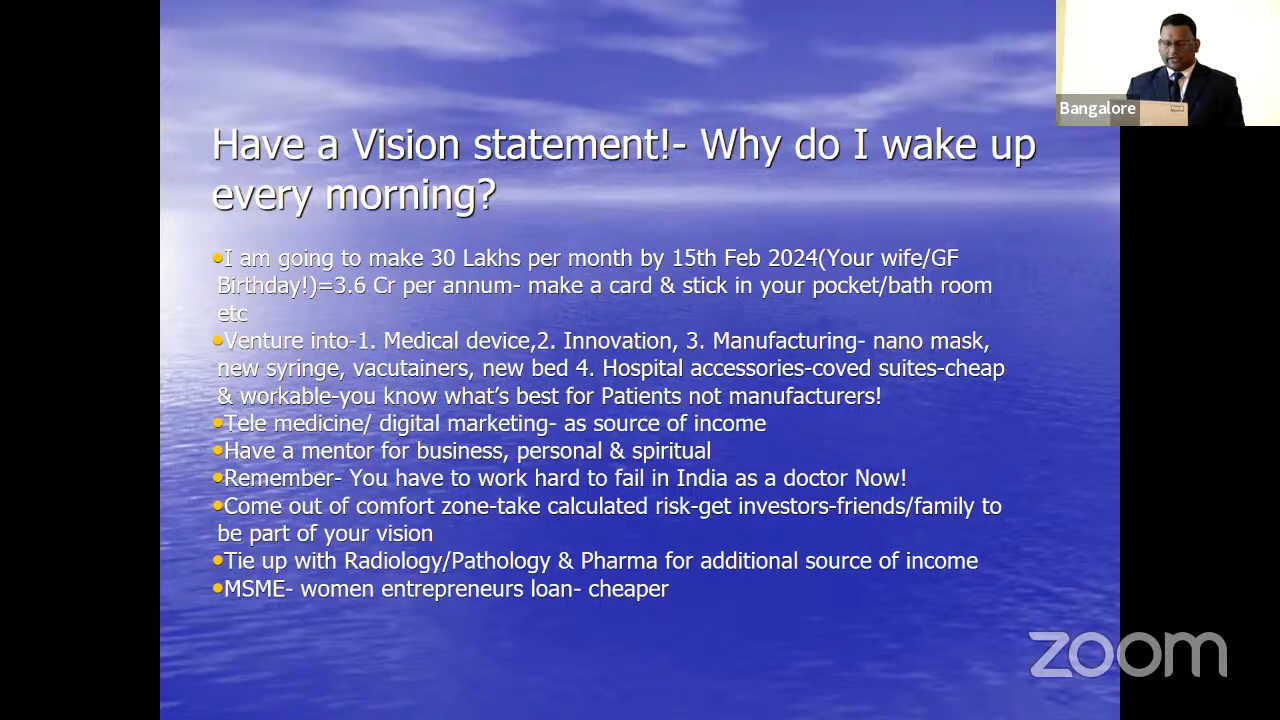 Bangalore
Have a Vision statement!- Why do I wake up
every morning?
•I am going to make 30 Lakhs per month by 15th Feb 2024(Your wife/GF
Birthday!)=3.6 Cr per annum- make a card & stick in your pocket/bath room
etc
•Venture into-1. Medical device,2. Innovation, 3. Manufacturing- nano mask,
new syringe, vacutainers, new bed 4. Hospital accessories-coved suites-cheap
& workable-you know what’s best for Patients not manufacturers!
•Tele medicine/ digital marketing- as source of income
•Have a mentor for business, personal & spiritual
•Remember- You have to work hard to fail in India as a doctor Now!
•Come out of comfort zone-take calculated risk-get investors-friends/family to
be part of your vision
•Tie up with Radiology/Pathology & Pharma for additional source of income
•MSME- women entrepreneurs loan- cheaper
zoom